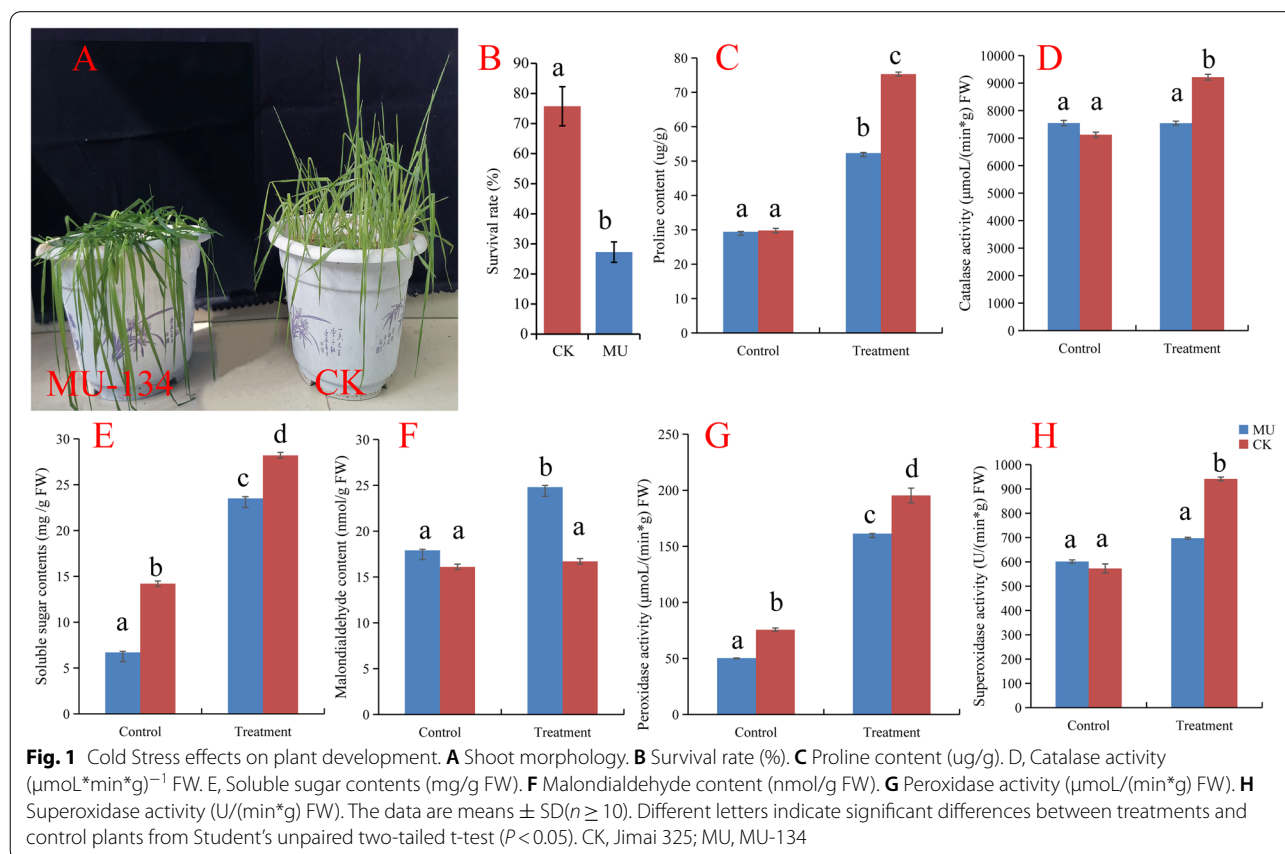 A
MU-134
CK
B
Survival rate (%)
90
80
70
60
50
40
30
20
10
0
a
b
CK MU
C
Proline content (ug/g)
80
70
60
50
40
30
20
10
0
a a b c
Control Treatment
D
Catalase activity (μmoL/(min*g) FW)
10000
9000
8000
7000
6000
5000
4000
3000
2000
1000
0
a a a b
Control Treatment
E
Soluble sugar contents (mg /g FW)
30
25
20
15
10
5
0
a b c d
Control Treatment
F
Malondialdehyde content (nmol/g FW)
30
25
20
15
10
5
0
a a b a
Control Treatment
G
Peroxidase activity (μmoL/(min*g) FW)
250
200
150
100
50
0
a b c d
Control Treatment
H
MU
CK
Superoxidase activity (U/(min*g) FW)
1000
900
800
700
600
500
400
300
200
100
0
a a a b
Control Treatment
Fig. 1 Cold Stress effects on plant development. A Shoot morphology. B Survival rate (%). C Proline content (ug/g). D, Catalase activity
(μmoL*min*g)−1 FW. E, Soluble sugar contents (mg/g FW). F Malondialdehyde content (nmol/g FW). G Peroxidase activity (μmoL/(min*g) FW). H
Superoxidase activity (U/(min*g) FW). The data are means ± SD(n ≥ 10). Different letters indicate significant differences between treatments and
control plants from Student's unpaired two-tailed t-test (P < 0.05). CK, Jimai 325; MU, MU-134